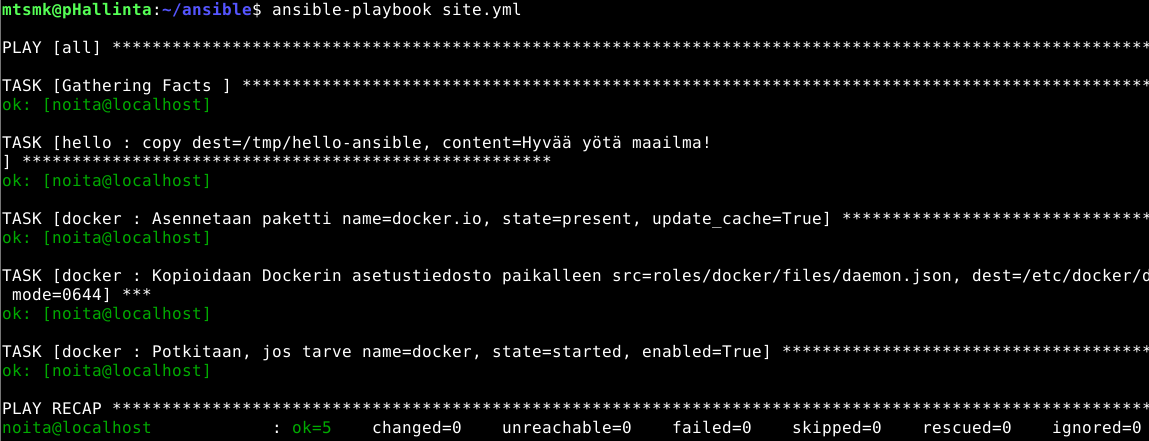 mtsmk@pHallinta:~/ansible$ ansible-playbook site.yml
PLAY [all] *******************************************************************************************************
TASK [Gathering Facts ] ******************************************************************************************
ok: [noita@localhost]
TASK [hello : copy dest=/tmp/hello-ansible, content=Hyvää yötä maailma!
] *****************************************************
ok: [noita@localhost]
TASK [docker : Asennetaan paketti name=docker.io, state=present, update_cache=True] *******************************
ok: [noita@localhost]
TASK [docker : Kopioidaan Dockerin asetustiedosto paikalleen src=roles/docker/files/daemon.json, dest=/etc/docker/d
 mode=0644] ***
ok: [noita@localhost]
TASK [docker : Potkitaan, jos tarve name=docker, state=started, enabled=True] *************************************
ok: [noita@localhost]
PLAY RECAP *******************************************************************************************************
noita@localhost            : ok=5    changed=0    unreachable=0    failed=0    skipped=0    rescued=0    ignored=0